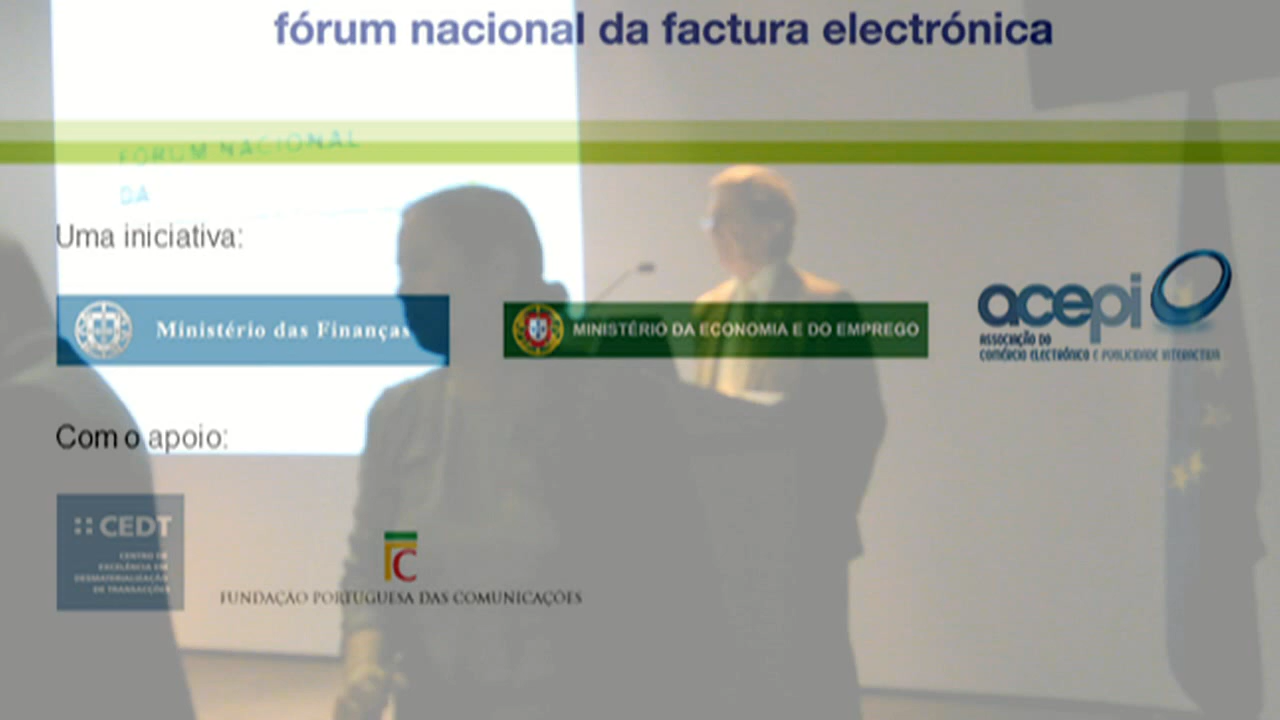 fórum nacional da factura electrónica
FÓRUM NACIONAL
DA
Uma iniciativa:
Ministério das Finanças
MINISTÉRIO DA ECONOMIA E DO EMPREGO
acepi
ASSOCIAÇÃO DO
COMÉRCIO ELECTRÓNICO E PUBLICIDADE INTERACTIVA
Com o apoio:
CEDT
CENTRO DE
EXCELÊNCIA EM
DESMATERIALIZAÇÃO
DE TRANSACÇÕES
FC
FUNDAÇÃO PORTUGUESA DAS COMUNICAÇÕES